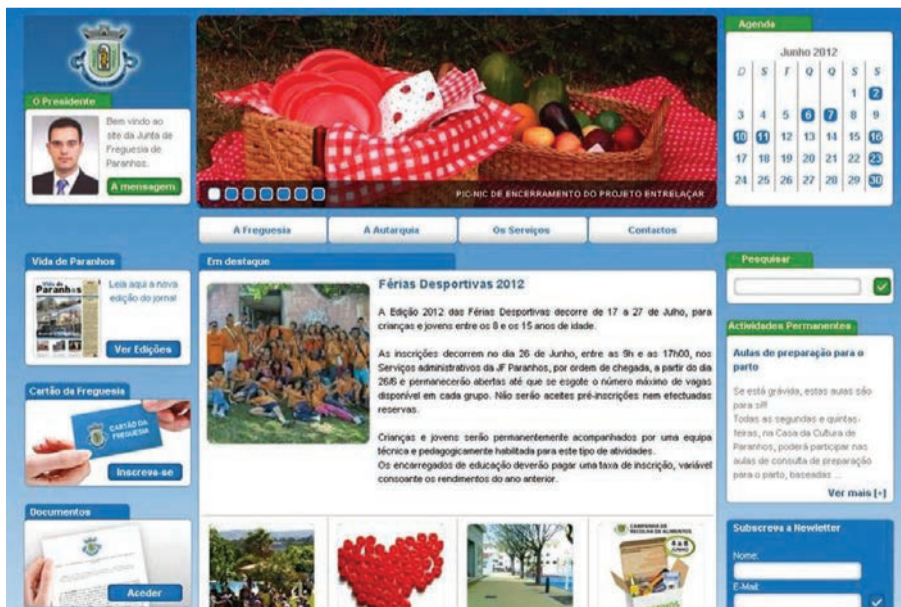 O Presidente
Bem vindo ao
site da Junta de
Freguesia de
Paranhos.
A mensagem
PIC-NIC DE ENCERRAMENTO DO PROJETO ENTRELAÇAR
Agenda
Junho 2012
D S T Q Q S S
1 2
3 4 5 6 7 8 9
10 11 12 13 14 15 16
17 18 19 20 21 22 23
24 25 26 27 28 29 30
A Freguesia
A Autarquia
Os Serviços
Contactos
Vida de Paranhos
Vida de
Paranhos
Leia aqui a nova
edição do jornal
Ver Edições
Cartão da Freguesia
CARTÃO DA
FREGUESIA
Inscreva-se
Documentos
Aceder
Em destaque
Férias Desportivas 2012
A Edição 2012 das Férias Desportivas decorre de 17 a 27 de Julho, para
crianças e jovens entre os 8 e os 15 anos de idade.
As inscrições decorrem no dia 26 de Junho, entre as 9h e as 17h00, nos
Serviços administrativos da JF Paranhos, por ordem de chegada, a partir do dia
26/6 e permanecerão abertas até que se esgote o número máximo de vagas
disponível em cada grupo. Não serão aceites pré-inscrições nem efectuadas
reservas.
Crianças e jovens serão permanentemente acompanhados por uma equipa
técnica e pedagogicamente habilitada para este tipo de atividades.
Os encarregados de educação deverão pagar uma taxa de inscrição, variável
consoante os rendimentos do ano anterior.
CAMPANHA DE
RECOLHA DE ALIMENTOS
JUNHO
Pesquisar
Actividades Permanentes
Aulas de preparação para o
parto
Se está grávida, estas aulas são
para si!!!
Todas as segundas e quintas-
feiras, na Casa da Cultura de
Paranhos, poderá participar nas
aulas de consulta de preparação
para o parto, baseadas ...
Ver mais [+]
Subscreva a Newletter
Nome:
E-Mail: